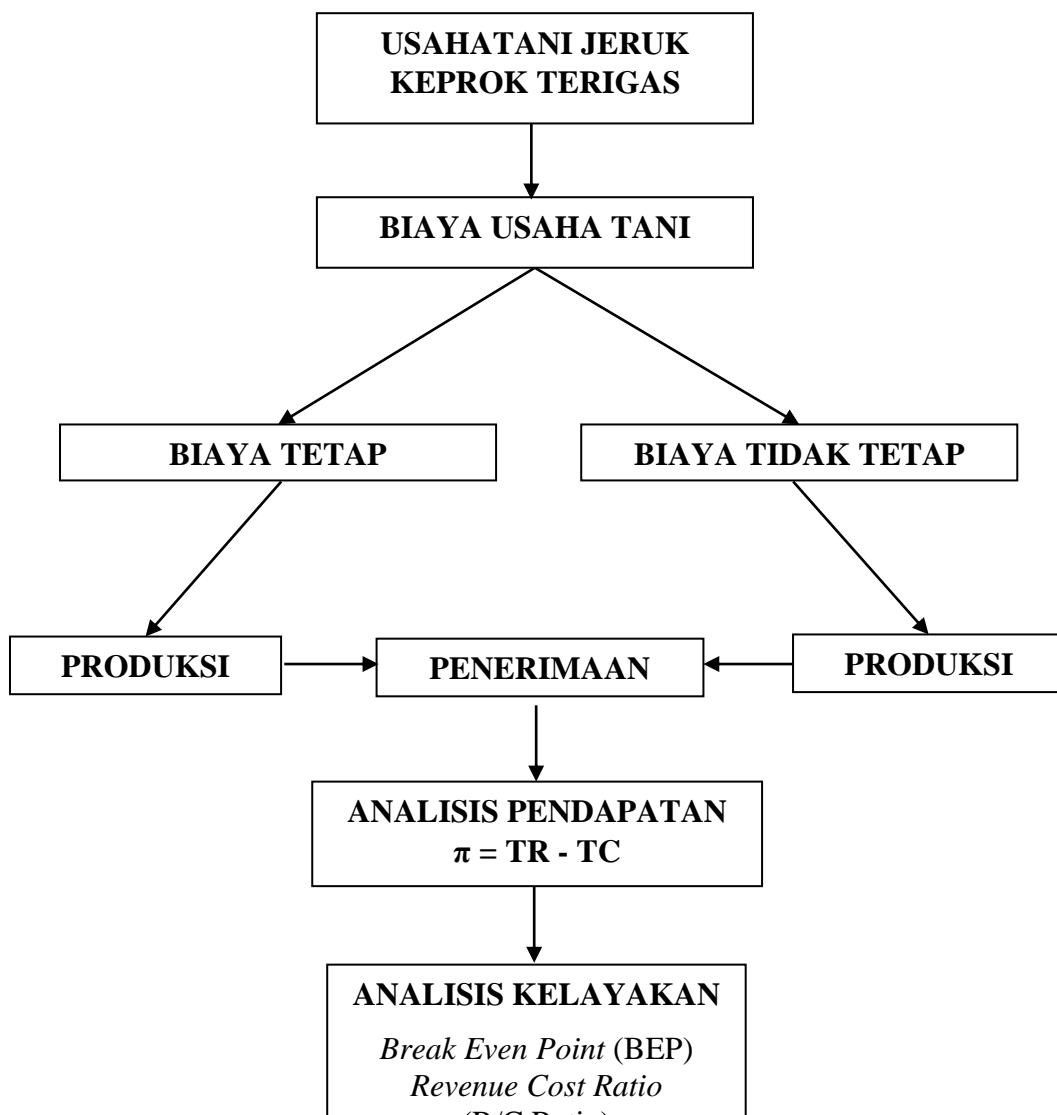 USAHATANI JERUK
KEPROK TERIGAS
BIAYA USAHA TANI
BIAYA TETAP
BIAYA TIDAK TETAP
PRODUKSI
PENERIMAAN
PRODUKSI
ANALISIS PENDAPATAN
π = TR - TC
ANALISIS KELAYAKAN
Break Even Point (BEP)
Revenue Cost Ratio
(R/C Ratio)